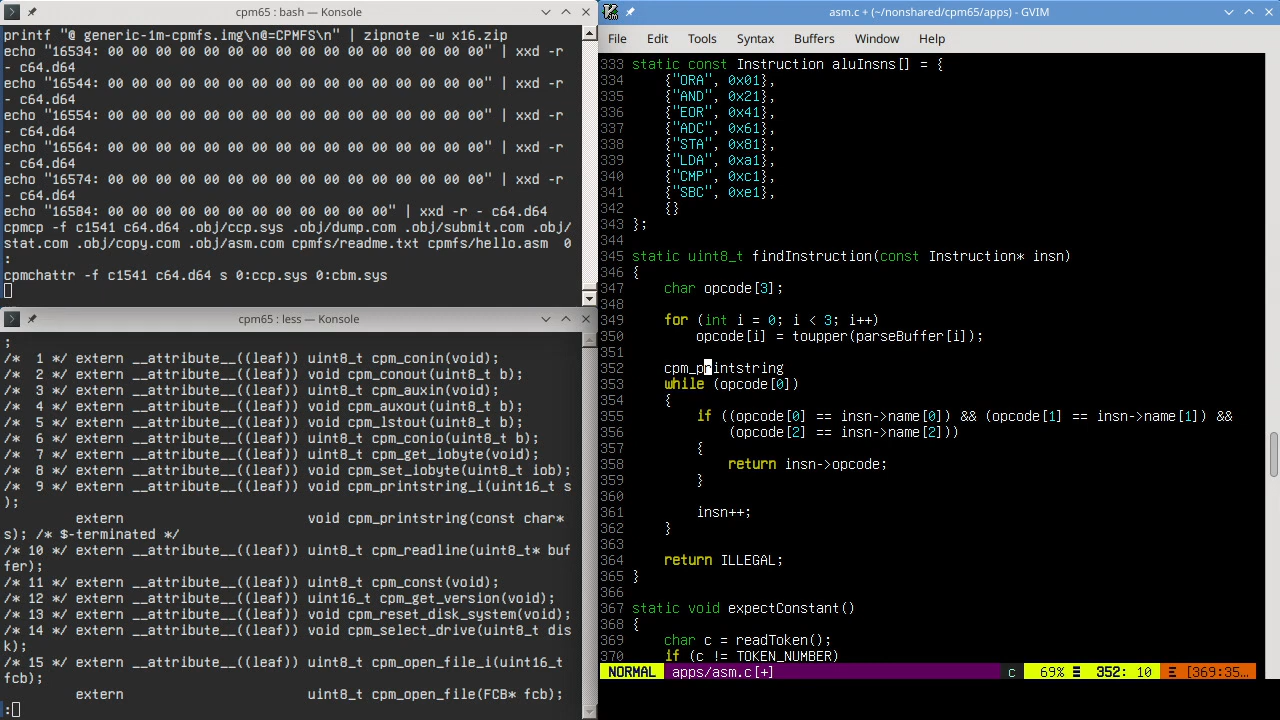 cpm65 : bash — Konsole
printf "@ generic-1m-cpmfs.img\n@=CPMFS\n" | zipnote -w x16.zip
echo "16534: 00 00 00 00 00 00 00 00 00 00 00 00 00 00 00 00" | xxd -r
- c64.d64
echo "16544: 00 00 00 00 00 00 00 00 00 00 00 00 00 00 00 00" | xxd -r
- c64.d64
echo "16554: 00 00 00 00 00 00 00 00 00 00 00 00 00 00 00 00" | xxd -r
- c64.d64
echo "16564: 00 00 00 00 00 00 00 00 00 00 00 00 00 00 00 00" | xxd -r
- c64.d64
echo "16574: 00 00 00 00 00 00 00 00 00 00 00 00 00 00 00 00" | xxd -r
- c64.d64
echo "16584: 00 00 00 00 00 00 00 00 00 00" | xxd -r - c64.d64
cpmcp -f c1541 c64.d64 .obj/ccp.sys .obj/dump.com .obj/submit.com .obj/
stat.com .obj/copy.com .obj/asm.com cpmfs/readme.txt cpmfs/hello.asm  0
:
cpmchattr -f c1541 c64.d64 s 0:ccp.sys 0:cbm.sys
cpm65 : less — Konsole
;
/*  1 */ extern __attribute__((leaf)) uint8_t cpm_conin(void);
/*  2 */ extern __attribute__((leaf)) void cpm_conout(uint8_t b);
/*  3 */ extern __attribute__((leaf)) uint8_t cpm_auxin(void);
/*  4 */ extern __attribute__((leaf)) void cpm_auxout(uint8_t b);
/*  5 */ extern __attribute__((leaf)) void cpm_lstout(uint8_t b);
/*  6 */ extern __attribute__((leaf)) uint8_t cpm_conio(uint8_t b);
/*  7 */ extern __attribute__((leaf)) uint8_t cpm_get_iobyte(void);
/*  8 */ extern __attribute__((leaf)) void cpm_set_iobyte(uint8_t iob);
/*  9 */ extern __attribute__((leaf)) void cpm_printstring_i(uint16_t s
);
extern                       void cpm_printstring(const char*
s); /* $-terminated */
/* 10 */ extern __attribute__((leaf)) uint8_t cpm_readline(uint8_t* buf
fer);
/* 11 */ extern __attribute__((leaf)) uint8_t cpm_const(void);
/* 12 */ extern __attribute__((leaf)) uint16_t cpm_get_version(void);
/* 13 */ extern __attribute__((leaf)) void cpm_reset_disk_system(void);
/* 14 */ extern __attribute__((leaf)) void cpm_select_drive(uint8_t dis
k);
/* 15 */ extern __attribute__((leaf)) uint8_t cpm_open_file_i(uint16_t
fcb);
extern                       uint8_t cpm_open_file(FCB* fcb);
:
asm.c + (~/nonshared/cpm65/apps) - GVIM
File Edit Tools Syntax Buffers Window Help
333 static const Instruction aluInsns[] = {
334     {"ORA", 0x01},
335     {"AND", 0x21},
336     {"EOR", 0x41},
337     {"ADC", 0x61},
338     {"STA", 0x81},
339     {"LDA", 0xa1},
340     {"CMP", 0xc1},
341     {"SBC", 0xe1},
342     {}
343 };
344
345 static uint8_t findInstruction(const Instruction* insn)
346 {
347     char opcode[3];
348
349     for (int i = 0; i < 3; i++)
350         opcode[i] = toupper(parseBuffer[i]);
351
352     cpm_printstring
353     while (opcode[0])
354     {
355         if ((opcode[0] == insn->name[0]) && (opcode[1] == insn->name[1]) &&
356             (opcode[2] == insn->name[2]))
357         {
358             return insn->opcode;
359         }
360
361         insn++;
362     }
363
364     return ILLEGAL;
365 }
366
367 static void expectConstant()
368 {
369     char c = readToken();
370     if (c != TOKEN_NUMBER)
NORMAL apps/asm.c[+] c 69% ☰ 352: 10 Ξ [369:35…